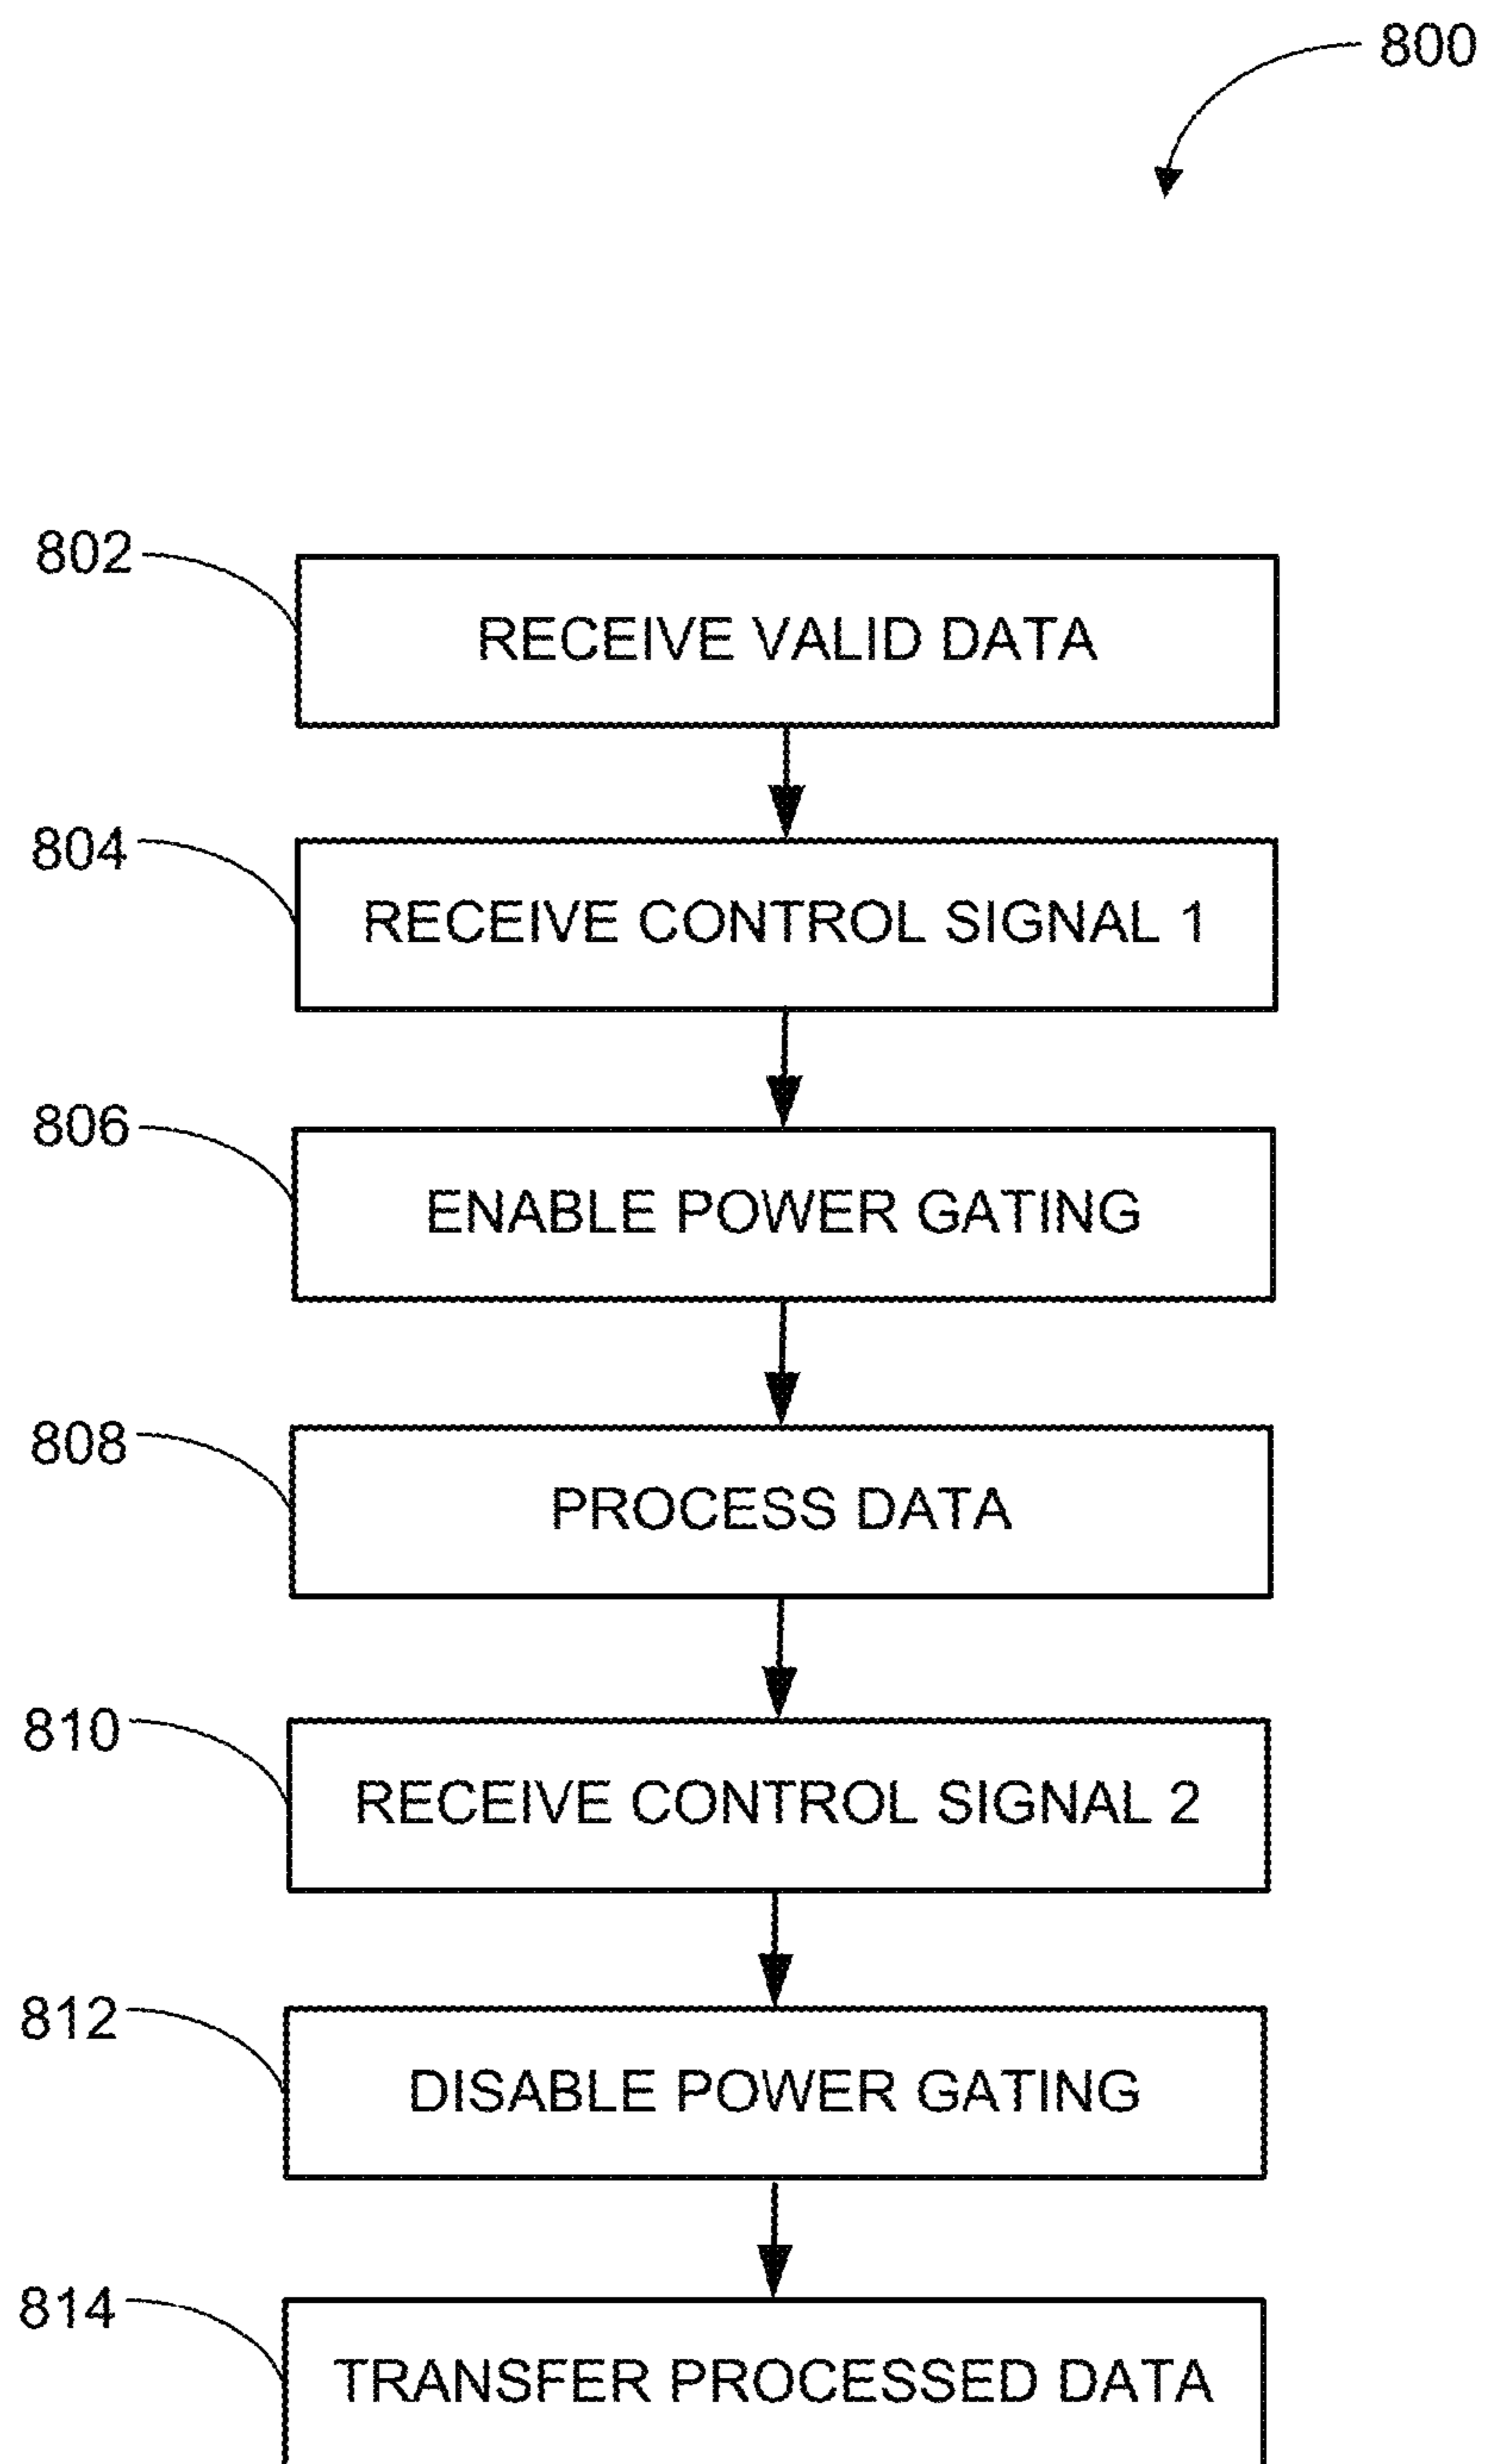 800
802
RECEIVE VALID DATA
804
RECEIVE CONTROL SIGNAL 1
806
ENABLE POWER GATING
808
PROCESS DATA
810
RECEIVE CONTROL SIGNAL 2
812
DISABLE POWER GATING
814
TRANSFER PROCESSED DATA